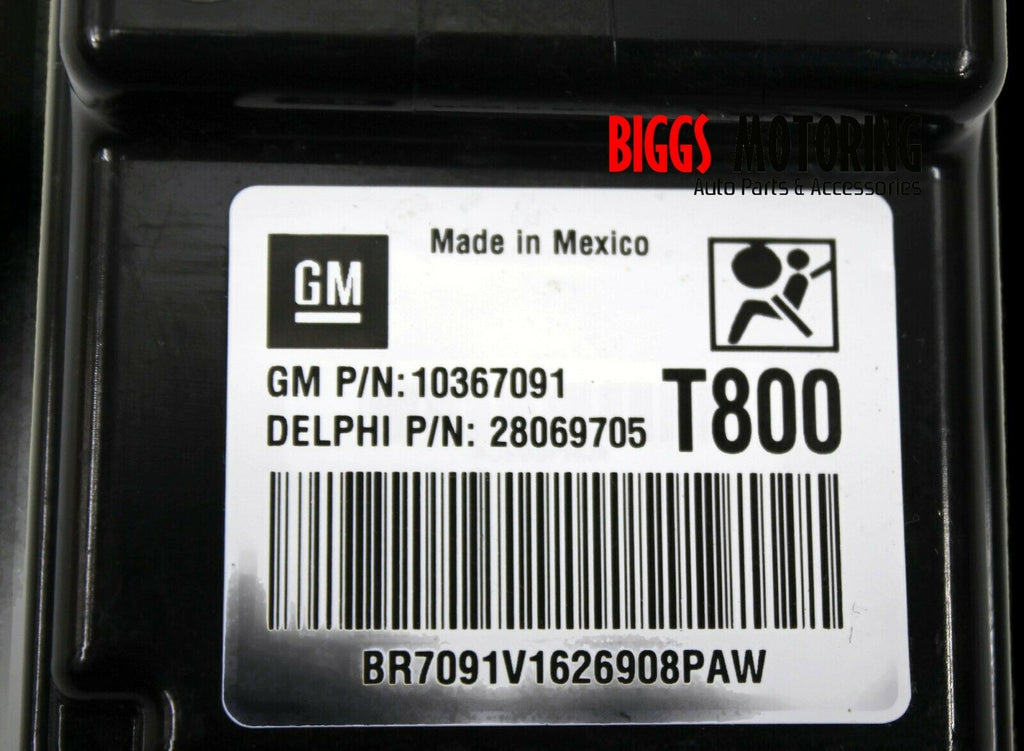 BIGGS MOTORING
Auto Parts & Accessories
Made in Mexico
GM
GM P/N: 10367091
T800
DELPHI P/N: 28069705
BR7091V1626908PAW